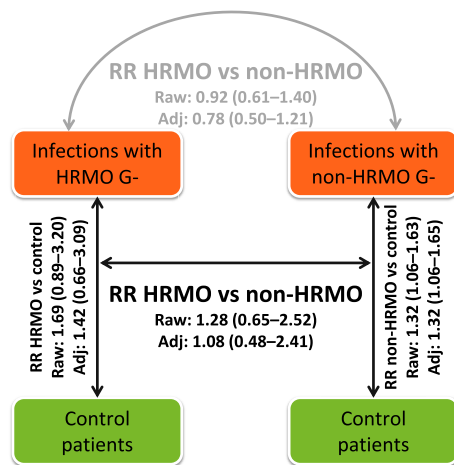 RR HRMO vs non-HRMO
Raw: 0.92 (0.61–1.40)
Adj: 0.78 (0.50–1.21)
Infections with
HRMO G-
Infections with
non-HRMO G-
RR HRMO vs control
Raw: 1.69 (0.89–3.20)
Adj: 1.42 (0.66–3.09)
RR HRMO vs non-HRMO
Raw: 1.28 (0.65–2.52)
Adj: 1.08 (0.48–2.41)
RR non-HRMO vs control
Raw: 1.32 (1.06–1.63)
Adj: 1.32 (1.06–1.65)
Control
patients
Control
patients